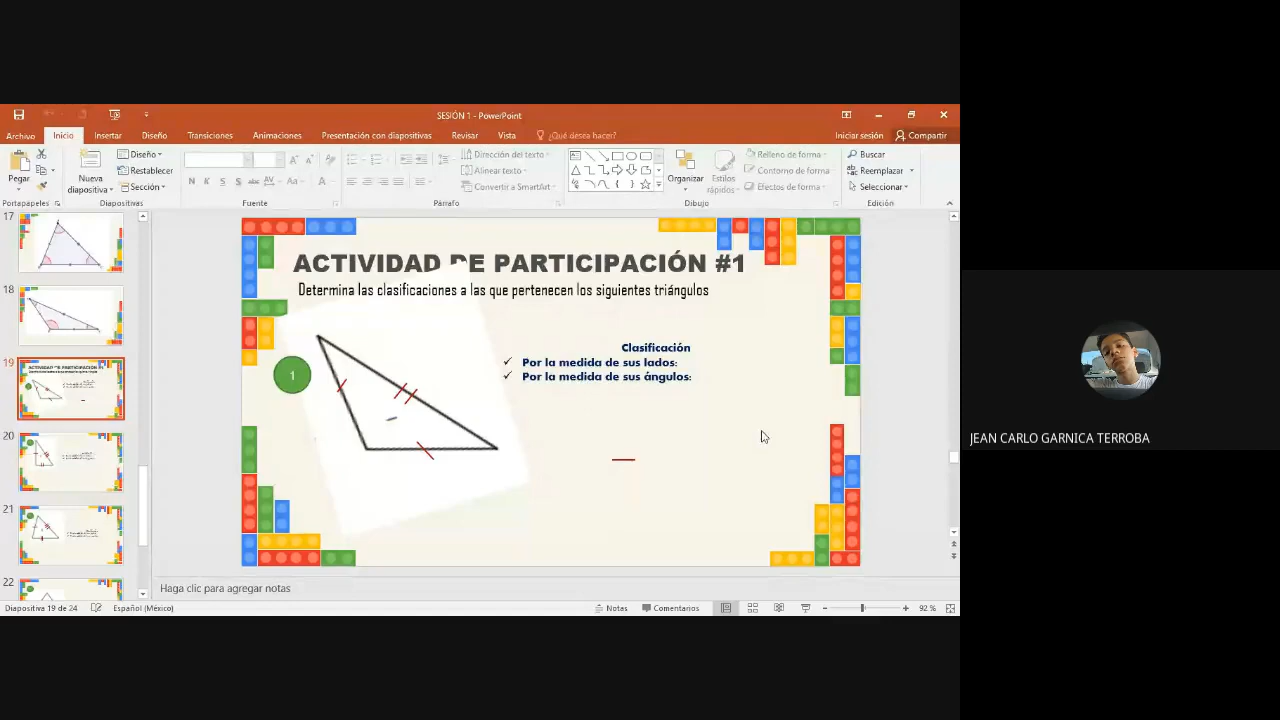 SESIÓN 1 - PowerPoint
Archivo Inicio Insertar Diseño Transiciones Animaciones Presentación con diapositivas Revisar Vista ¿Qué desea hacer? Iniciar sesión Compartir
Pegar
Nueva diapositiva
Diseño
Restablecer
Sección
N K S S abc AV Aa A
Dirección del texto
Alinear texto
Convertir a SmartArt
Organizar
Estilos rápidos
Relleno de forma
Contorno de forma
Efectos de forma
Buscar
Reemplazar
Seleccionar
Portapapeles Diapositivas Fuente Párrafo Dibujo Edición
17
18
19
20
21
22
ACTIVIDAD DE PARTICIPACIÓN #1
Determina las clasificaciones a las que pertenecen los siguientes triángulos
1
Clasificación
✓ Por la medida de sus lados:
✓ Por la medida de sus ángulos:
JEAN CARLO GARNICA TERROBA
Haga clic para agregar notas
Diapositiva 19 de 24 Español (México) Notas Comentarios 92 %